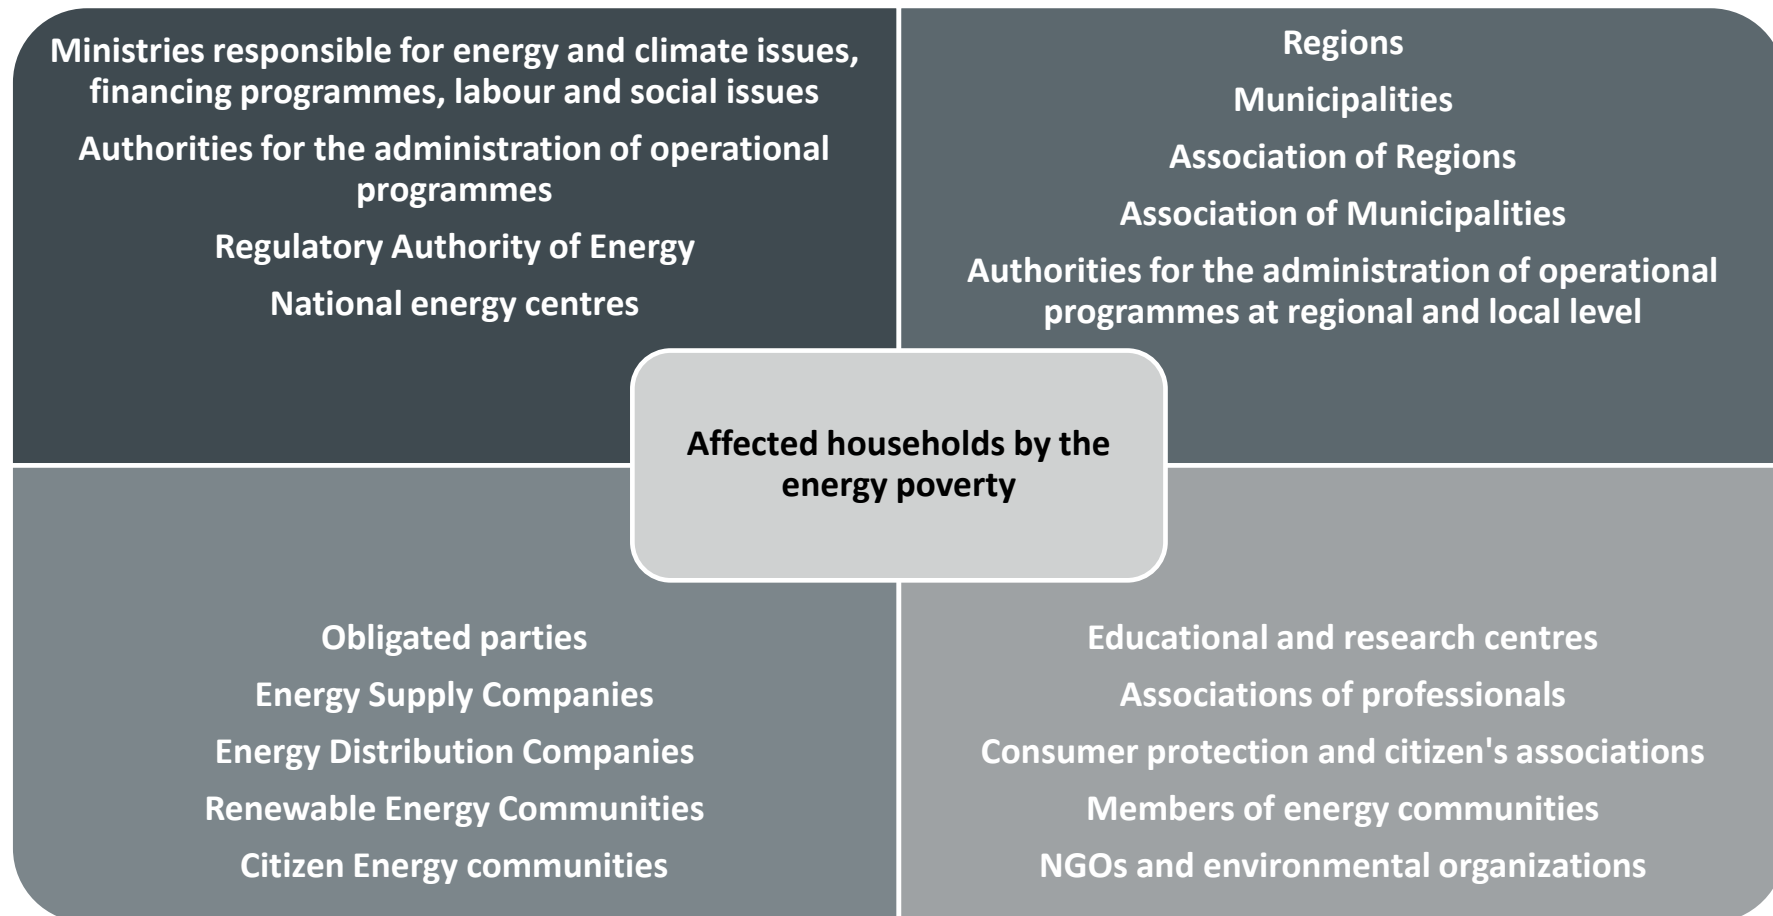 Ministries responsible for energy and climate issues,
financing programmes, labour and social issues
Authorities for the administration of operational
programmes
Regulatory Authority of Energy
National energy centres
Regions
Municipalities
Association of Regions
Association of Municipalities
Authorities for the administration of operational
programmes at regional and local level
Affected households by the
energy poverty
Obligated parties
Energy Supply Companies
Energy Distribution Companies
Renewable Energy Communities
Citizen Energy communities
Educational and research centres
Associations of professionals
Consumer protection and citizen's associations
Members of energy communities
NGOs and environmental organizations